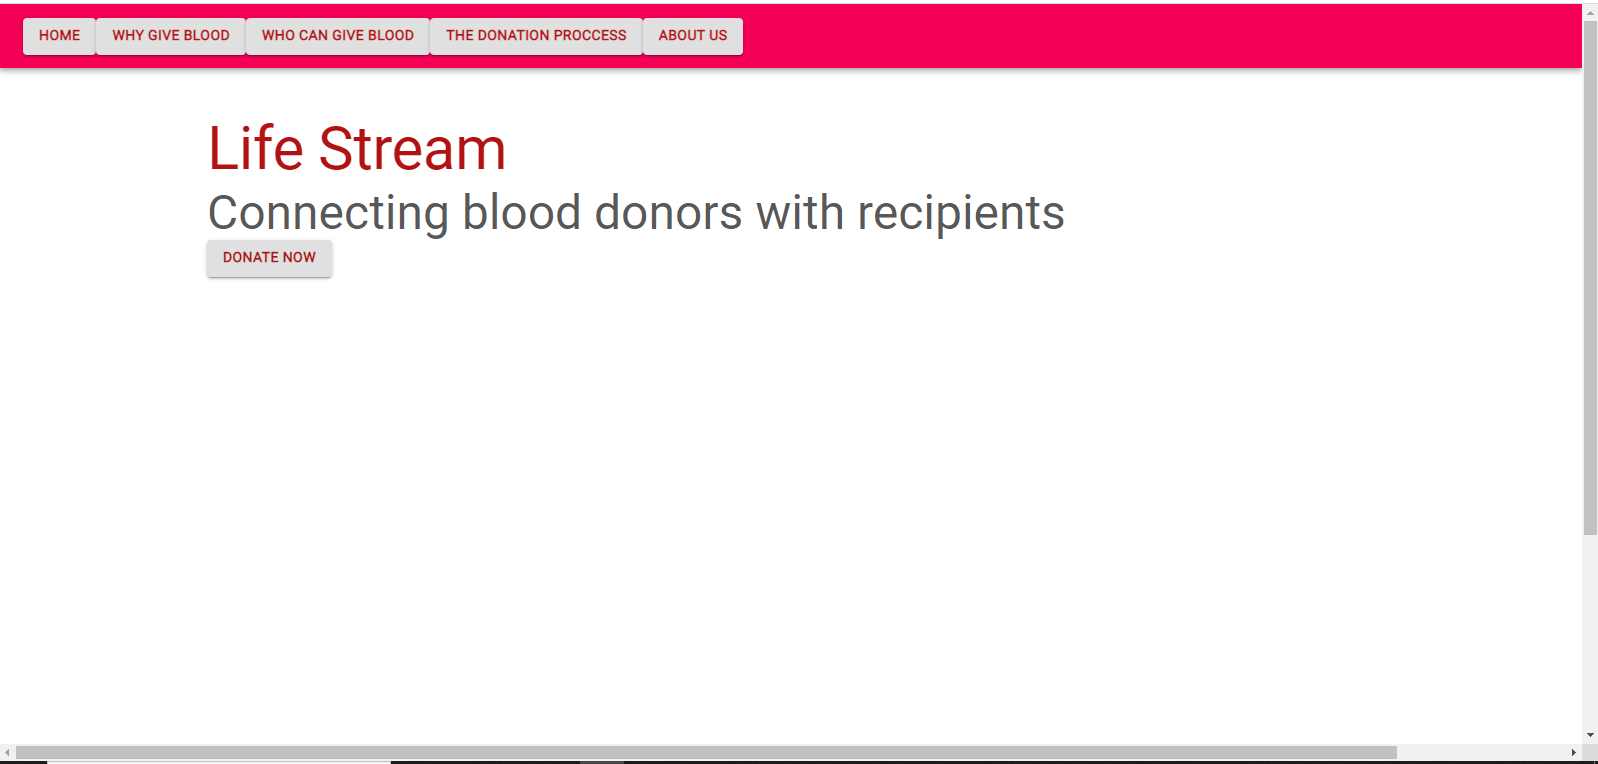 HOME WHY GIVE BLOOD WHO CAN GIVE BLOOD THE DONATION PROCCESS ABOUT US
Life Stream
Connecting blood donors with recipients
DONATE NOW